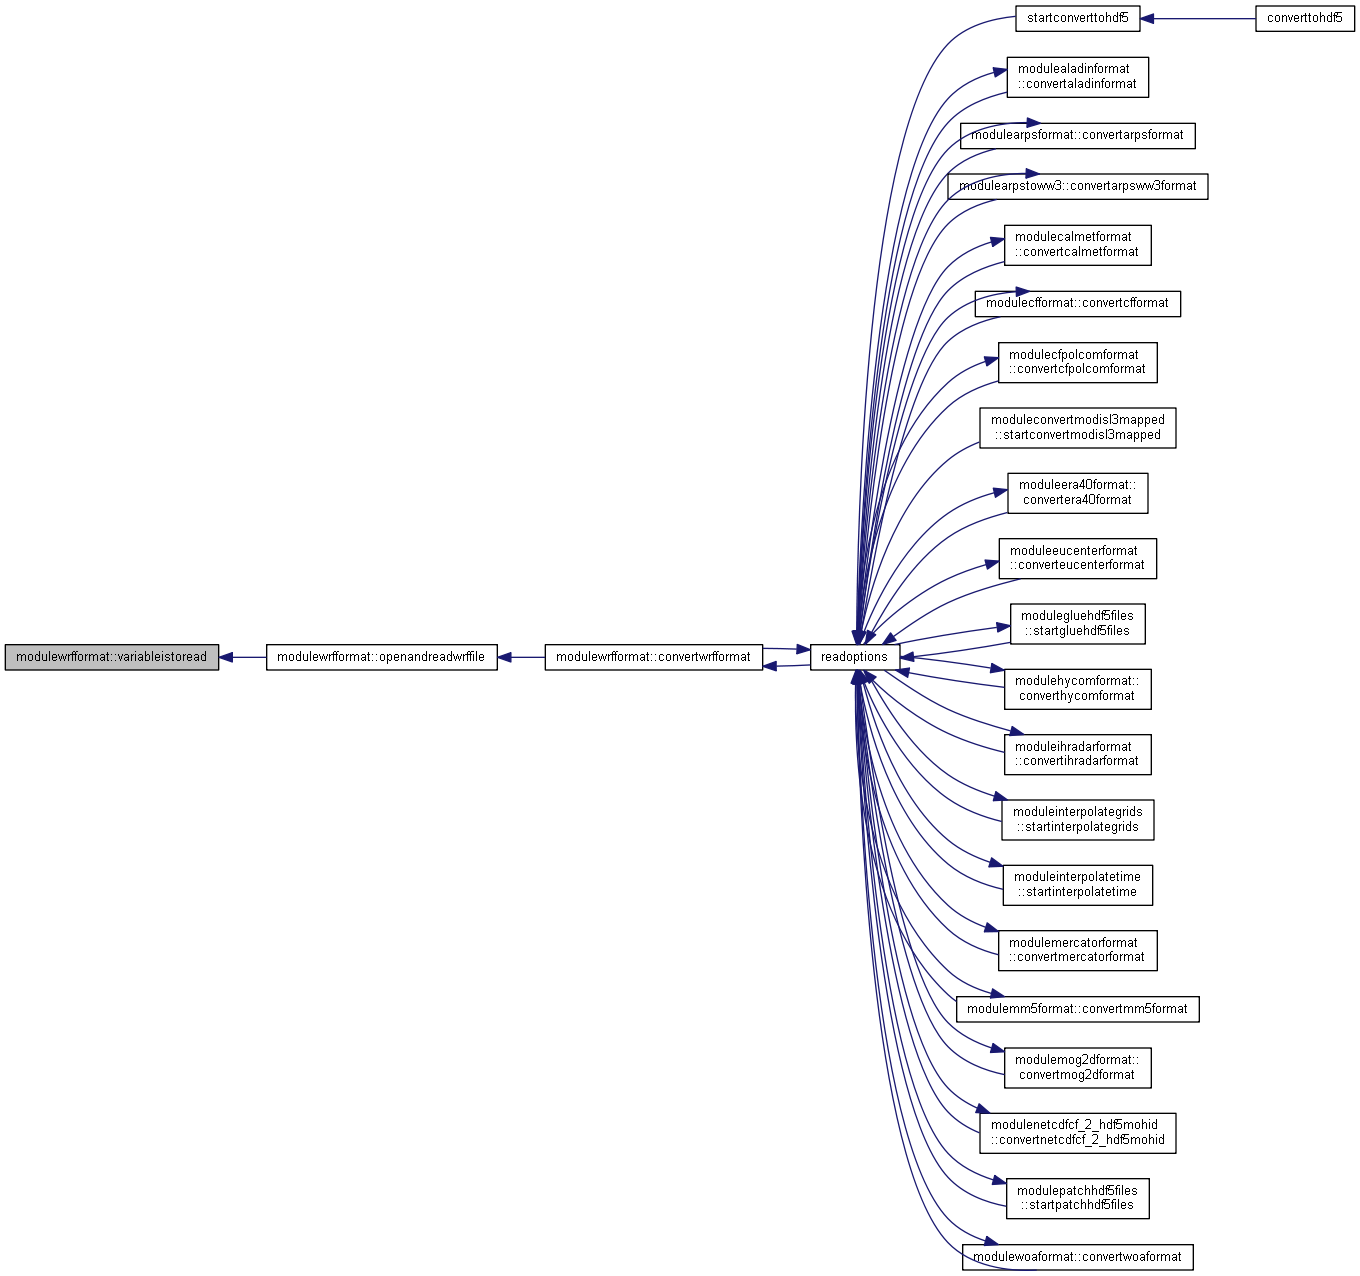 startconverttohdf5
converttohdf5
modulealadinformat
::convertaladinformat
modulearpsformat::convertarpsformat
modulearpstoww3::convertarpsww3format
modulecalmetformat
::convertcalmetformat
modulecfformat::convertcfformat
modulecfpolcomformat
::convertcfpolcomformat
moduleconvertmodisl3mapped
::startconvertmodisl3mapped
moduleera40format::
convertera40format
moduleeucenterformat
::converteucenterformat
modulegluehdf5files
::startgluehdf5files
modulewrfformat::variableistoread
modulewrfformat::openandreadwrffile
modulewrfformat::convertwrfformat
readoptions
modulehycomformat::
converthycomformat
moduleihradarformat
::convertihradarformat
moduleinterpolategrids
::startinterpolategrids
moduleinterpolatetime
::startinterpolatetime
modulemercatorformat
::convertmercatorformat
modulemm5format::convertmm5format
modulemog2dformat::
convertmog2dformat
modulenetcdfcf_2_hdf5mohid
::convertnetcdfcf_2_hdf5mohid
modulepatchhdf5files
::startpatchhdf5files
modulewoaformat::convertwoaformat